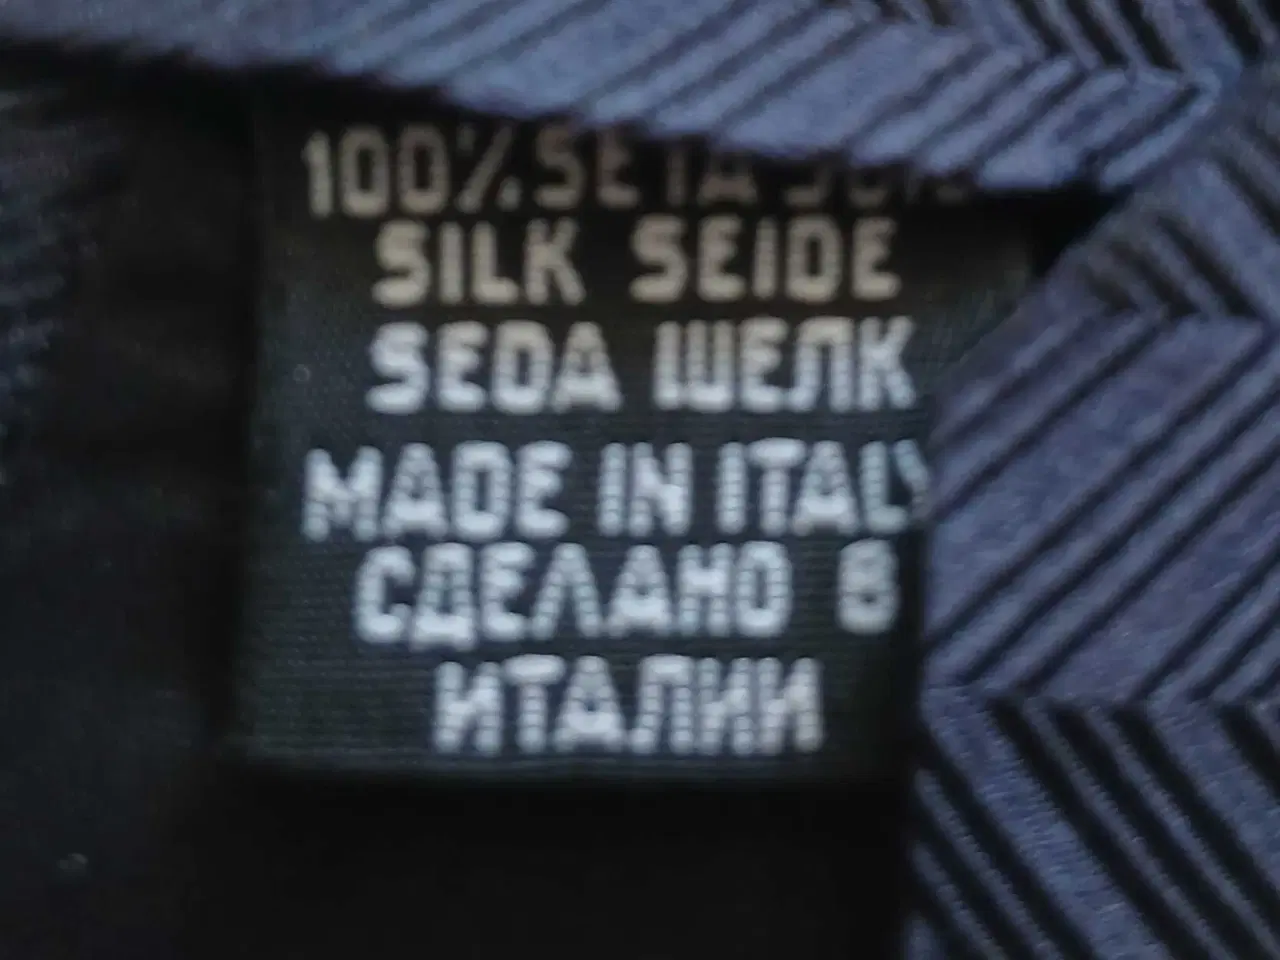 100% SETA
SILK SEIDE
SEDA ШЕЛК
MADE IN ITALY
СДЕЛАНО В
ИТАЛИИ